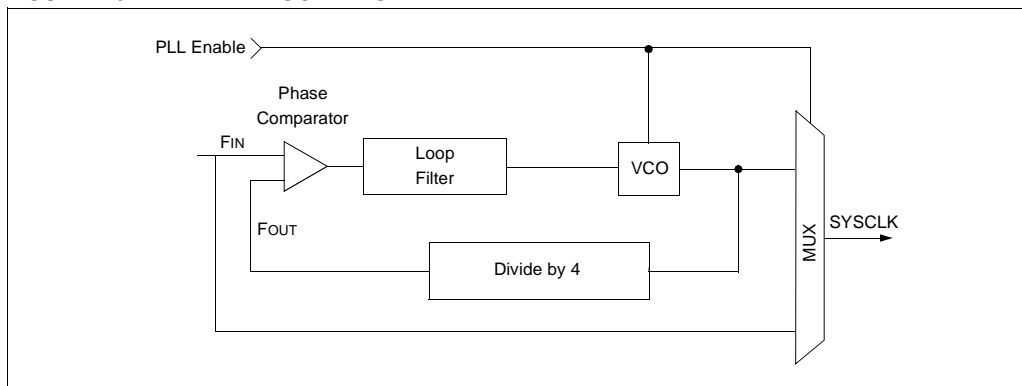 PLL Enable
Phase
Comparator
FIN
Loop
Filter
VCO
SYSCLK
MUX
FOUT
Divide by 4